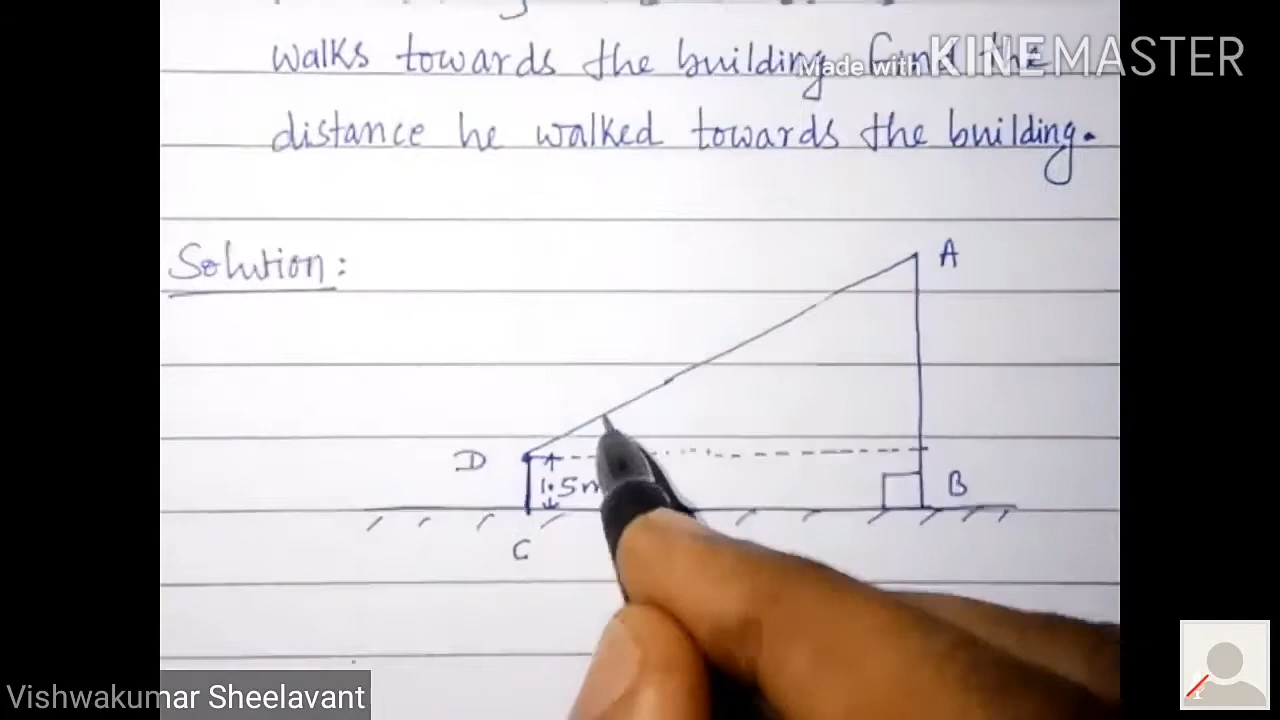 walks towards the building. Find the
Made with KINEMASTER
distance he walked towards the building.
Solution:
A
D
1.5m
B
C
Vishwakumar Sheelavant